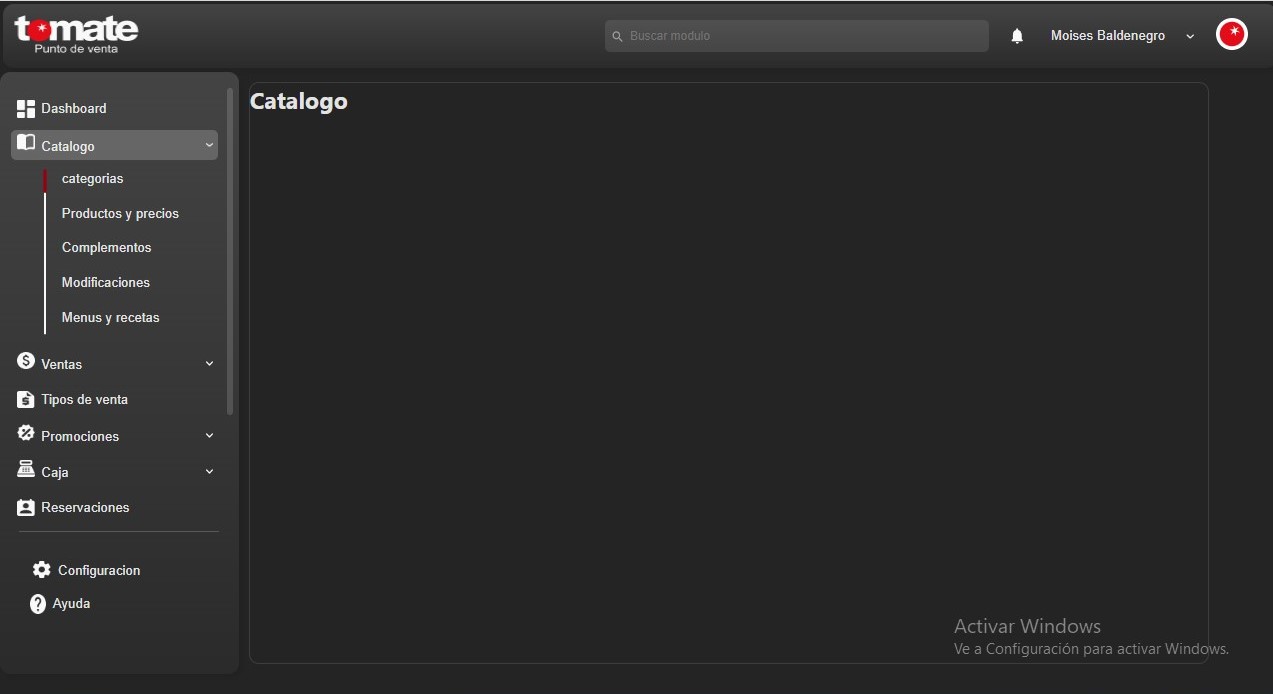 tomate
Punto de venta
Buscar modulo
Moises Baldenegro
Dashboard
Catalogo
categorias
Productos y precios
Complementos
Modificaciones
Menus y recetas
Ventas
Tipos de venta
Promociones
Caja
Reservaciones
Configuracion
Ayuda
Catalogo
Activar Windows
Ve a Configuración para activar Windows.